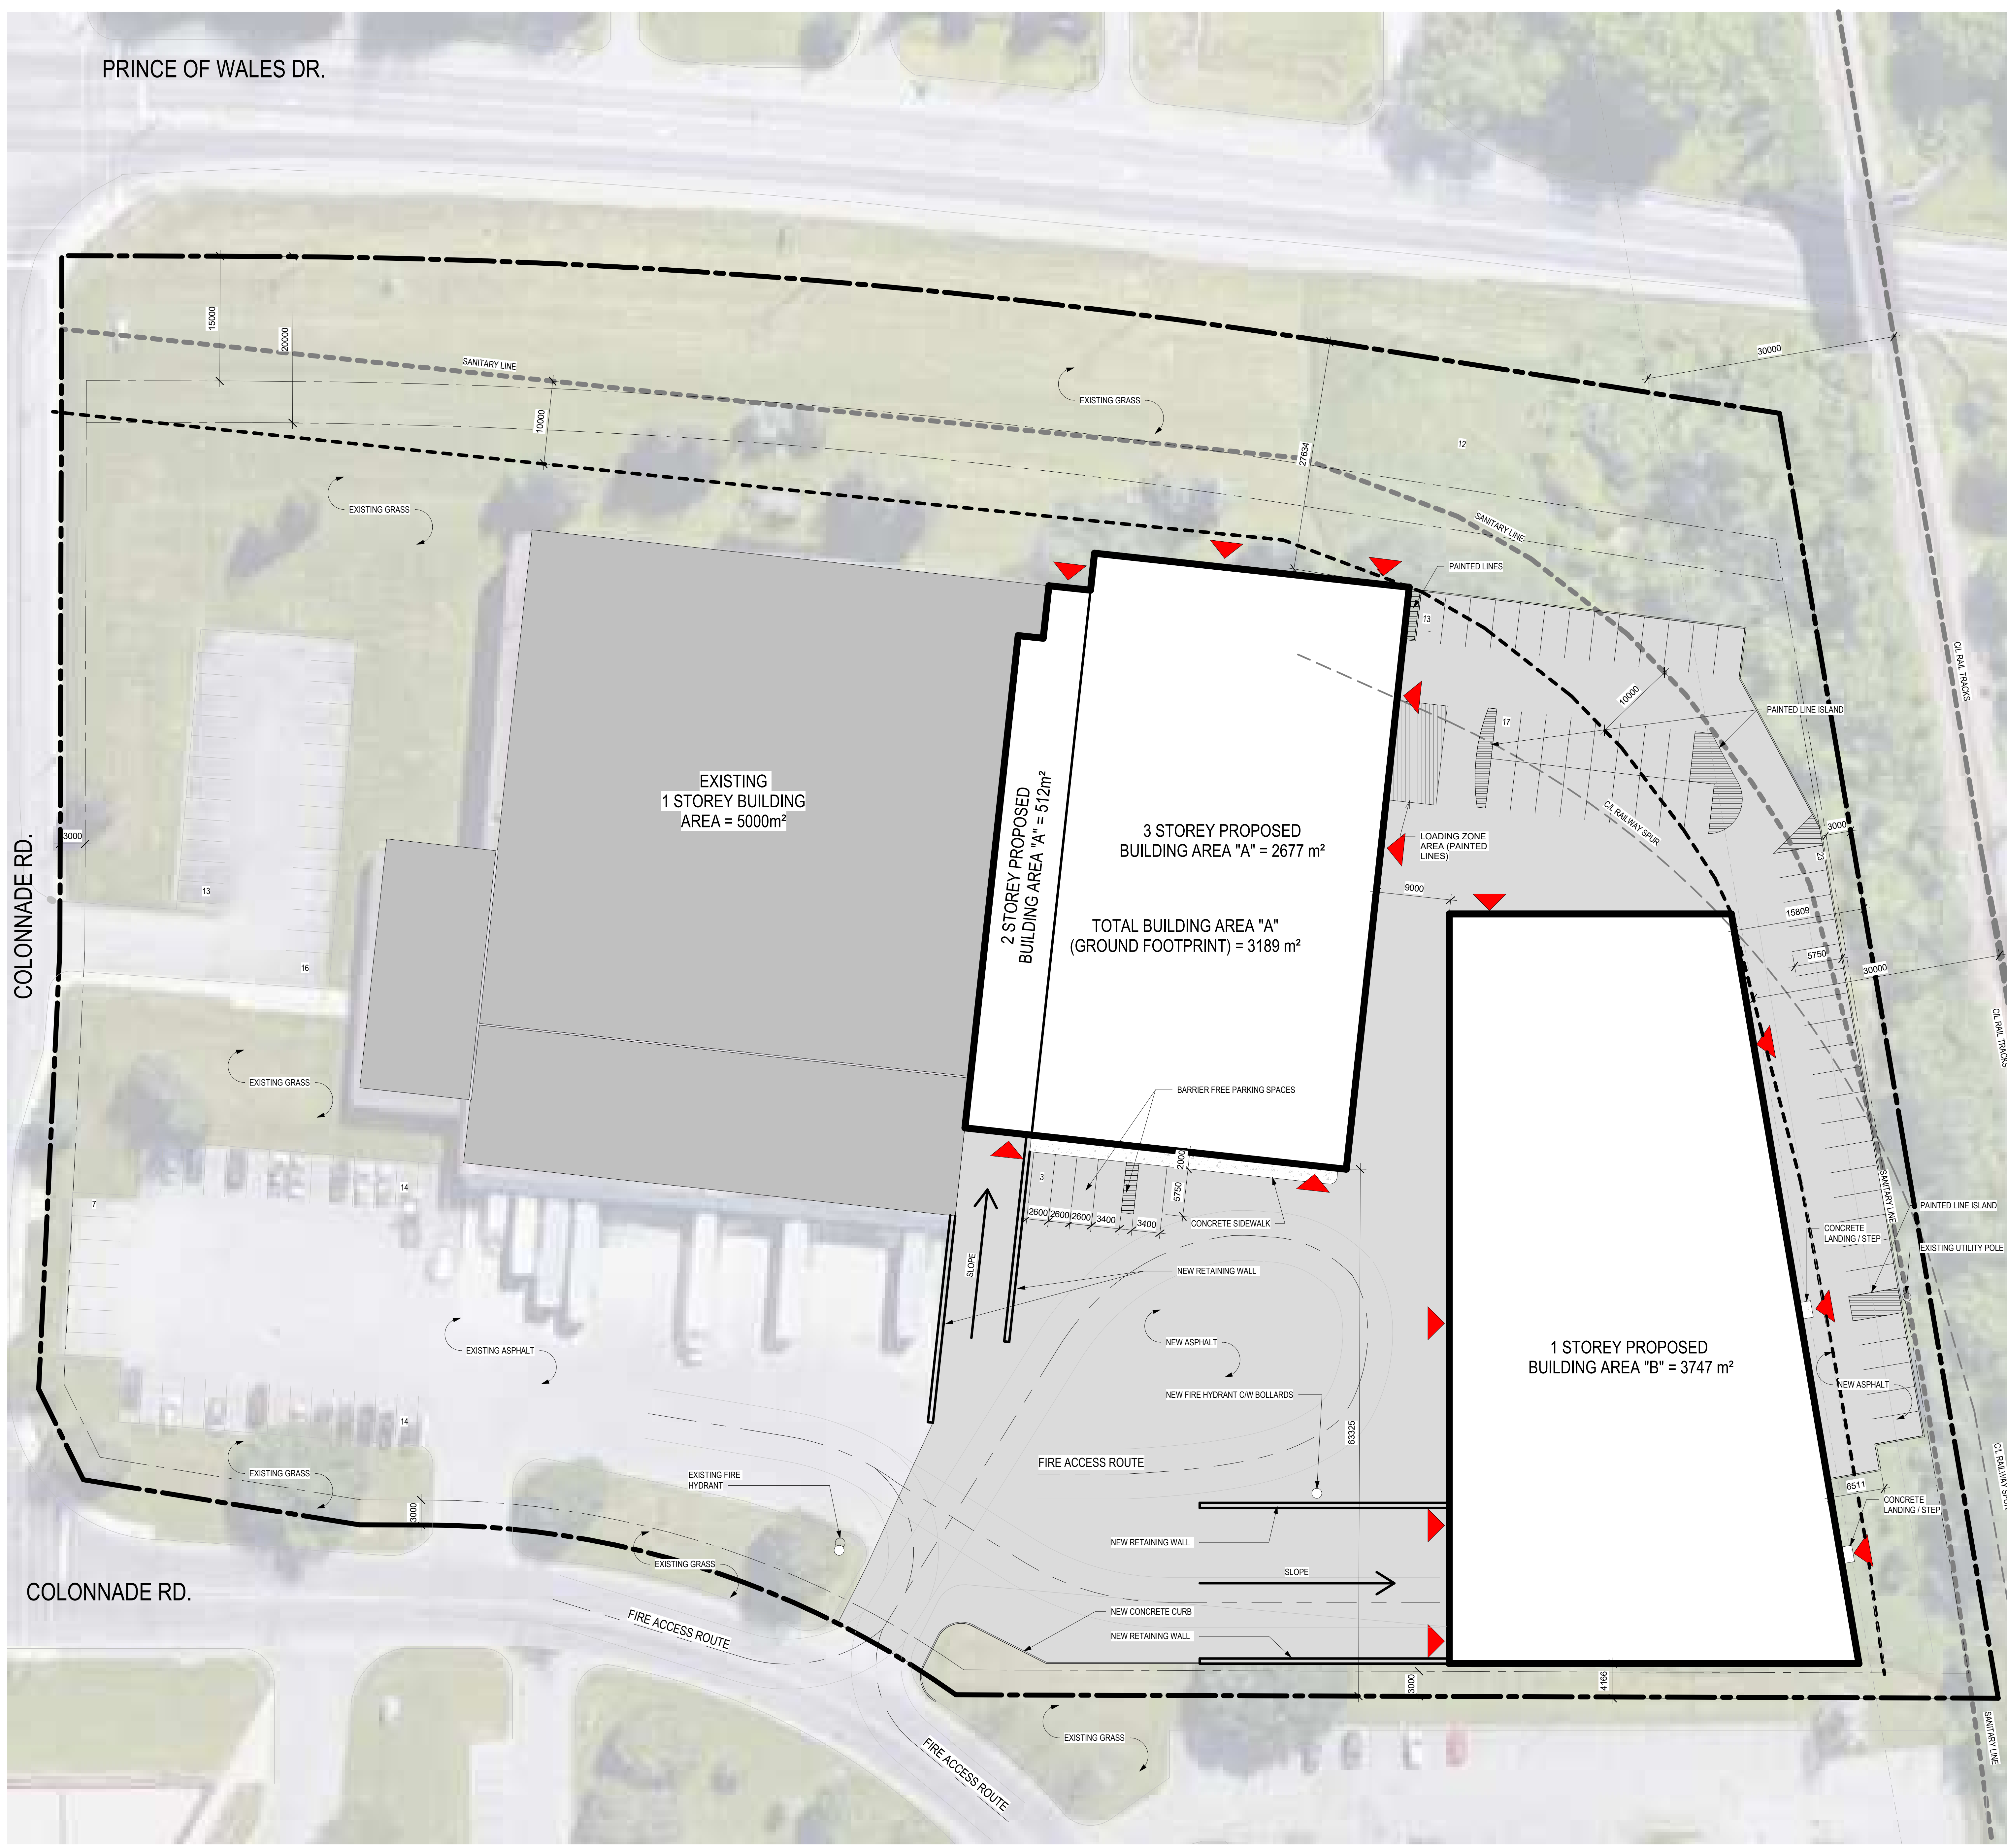 PRINCE OF WALES DR.
15000
20000
SANITARY LINE
10000
EXISTING GRASS
30000
27634
12
EXISTING GRASS
SANITARY LINE
PAINTED LINES
13
C/L RAIL TRACKS
10000
PAINTED LINE ISLAND
17
EXISTING
1 STOREY BUILDING
AREA = 5000m²
2 STOREY PROPOSED
BUILDING AREA "A" = 512m²
3 STOREY PROPOSED
BUILDING AREA "A" = 2677 m²
C/L RAILWAY SPUR
LOADING ZONE
AREA (PAINTED
LINES)
3000
23
3000
COLONNADE RD.
13
9000
15809
TOTAL BUILDING AREA "A"
(GROUND FOOTPRINT) = 3189 m²
5750
30000
16
C/L RAIL TRACKS
EXISTING GRASS
BARRIER FREE PARKING SPACES
2000
3
5750
14
7
2600
2600
2600
3400
3400
CONCRETE SIDEWALK
SANITARY LINE
PAINTED LINE ISLAND
CONCRETE
LANDING / STEP
EXISTING UTILITY POLE
SLOPE
NEW RETAINING WALL
EXISTING ASPHALT
NEW ASPHALT
1 STOREY PROPOSED
BUILDING AREA "B" = 3747 m²
NEW ASPHALT
NEW FIRE HYDRANT C/W BOLLARDS
14
63325
FIRE ACCESS ROUTE
EXISTING GRASS
EXISTING FIRE
HYDRANT
C/L RAILWAY SPUR
6511
CONCRETE
LANDING / STEP
3000
NEW RETAINING WALL
EXISTING GRASS
SLOPE
COLONNADE RD.
NEW CONCRETE CURB
FIRE ACCESS ROUTE
NEW RETAINING WALL
3000
4166
EXISTING GRASS
SANITARY LINE
FIRE ACCESS ROUTE